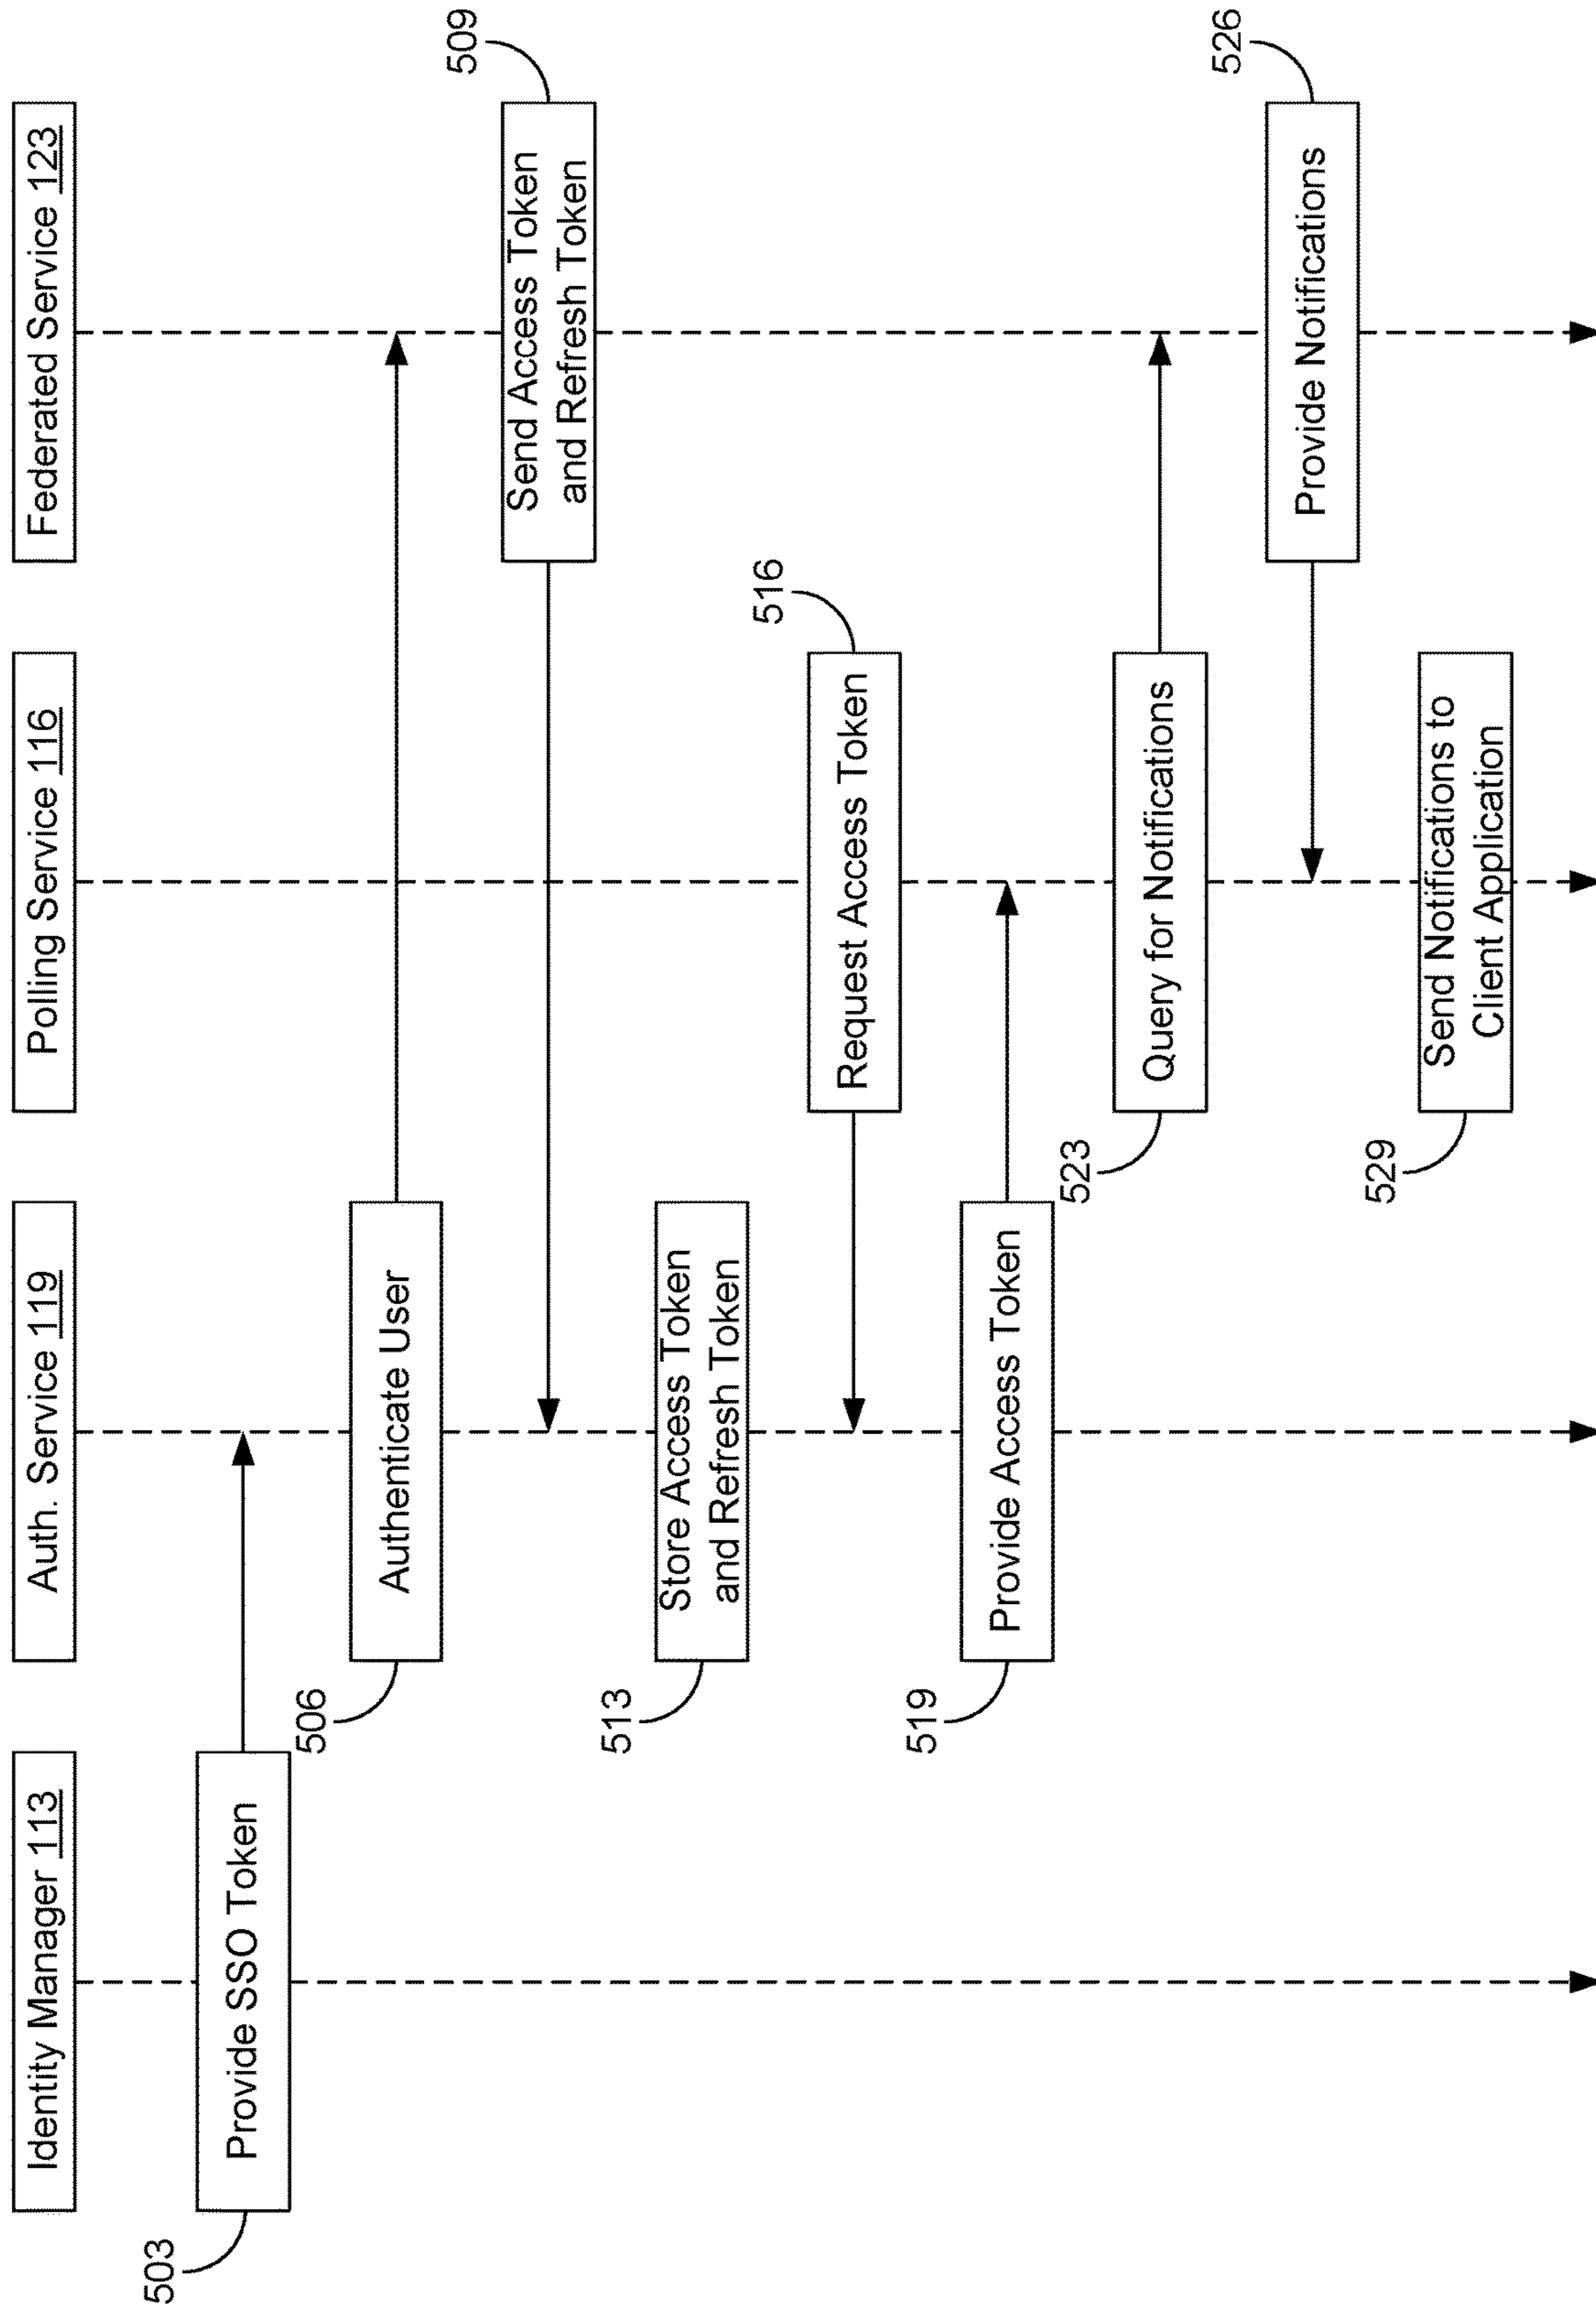 Identity Manager 113
Auth. Service 119
Polling Service 116
Federated Service 123
503
Provide SSO Token
506
Authenticate User
509
Send Access Token
and Refresh Token
513
Store Access Token
and Refresh Token
516
Request Access Token
519
Provide Access Token
523
Query for Notifications
526
Provide Notifications
529
Send Notifications to
Client Application